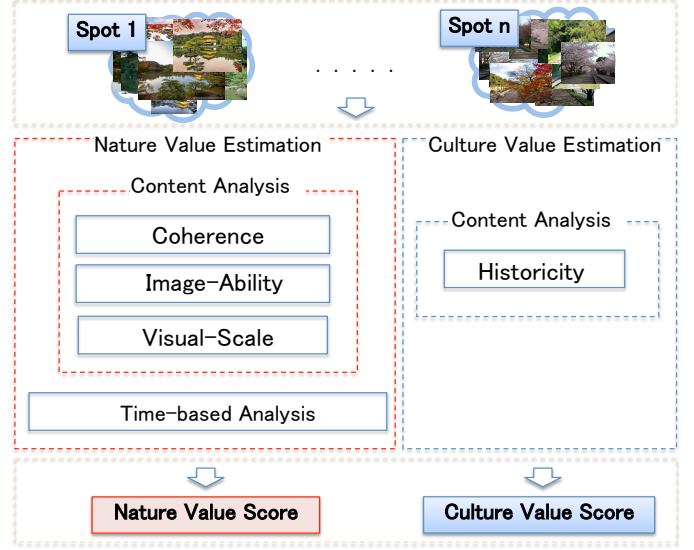 Spot 1
Spot n
. . . . .
Nature Value Estimation
Culture Value Estimation
Content Analysis
Content Analysis
Coherence
Historicity
Image-Ability
Visual-Scale
Time-based Analysis
Nature Value Score
Culture Value Score